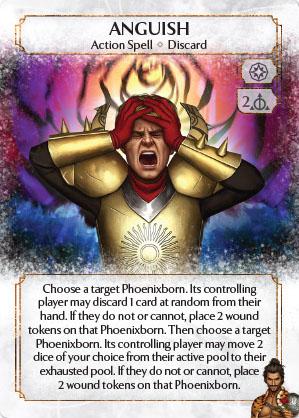 ANGUISH
Action Spell ◇ Discard
2
Choose a target Phoenixborn. Its controlling
player may discard 1 card at random from their
hand. If they do not or cannot, place 2 wound
tokens on that Phoenixborn. Then choose a target
Phoenixborn. Its controlling player may move 2
dice of your choice from their active pool to their
exhausted pool. If they do not or cannot, place
2 wound tokens on that Phoenixborn.